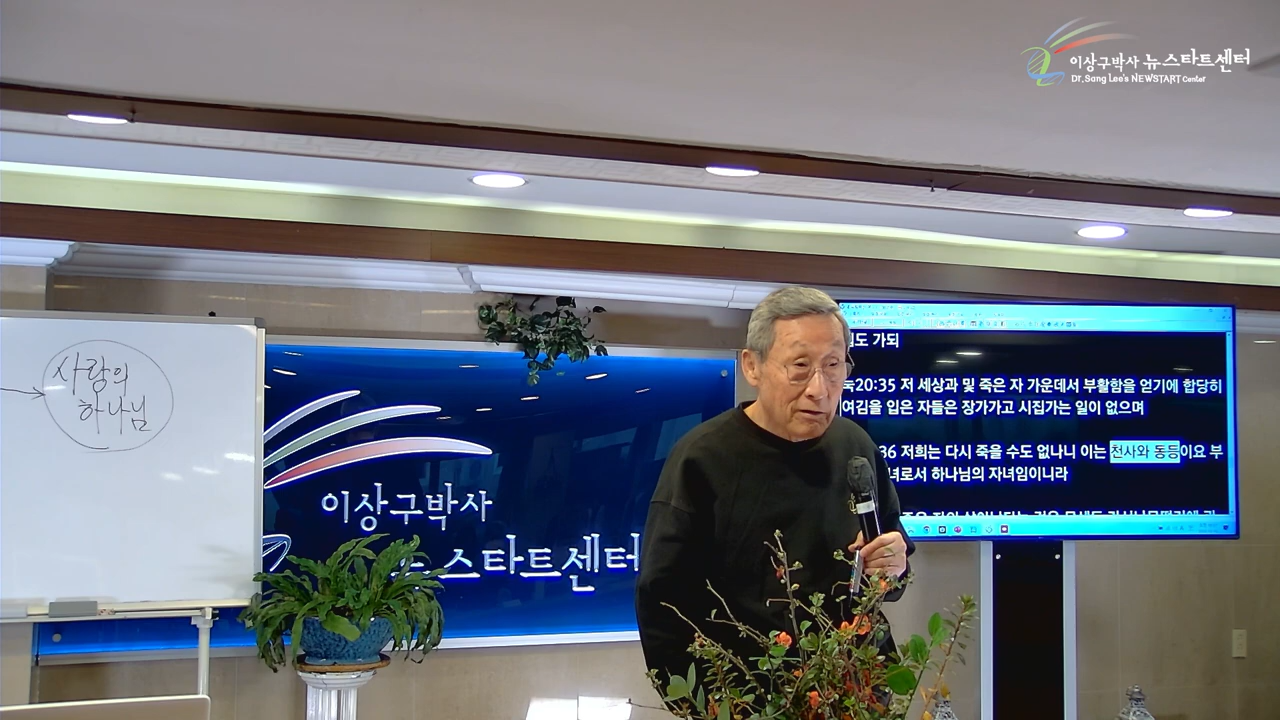 이상구박사 뉴스타트센터
Dr. Sang Lee's NEWSTART Center
사랑의
하나님
이상구박사
뉴스타트센터
도 가되
20:35 저 세상과 및 죽은 자 가운데서 부활함을 얻기에 합당히
여김을 입은 자들은 장가가고 시집가는 일이 없으며
36 저희는 다시 죽을 수도 없나니 이는 천사와 동등이요 부
녀로서 하나님의 자녀임이니라